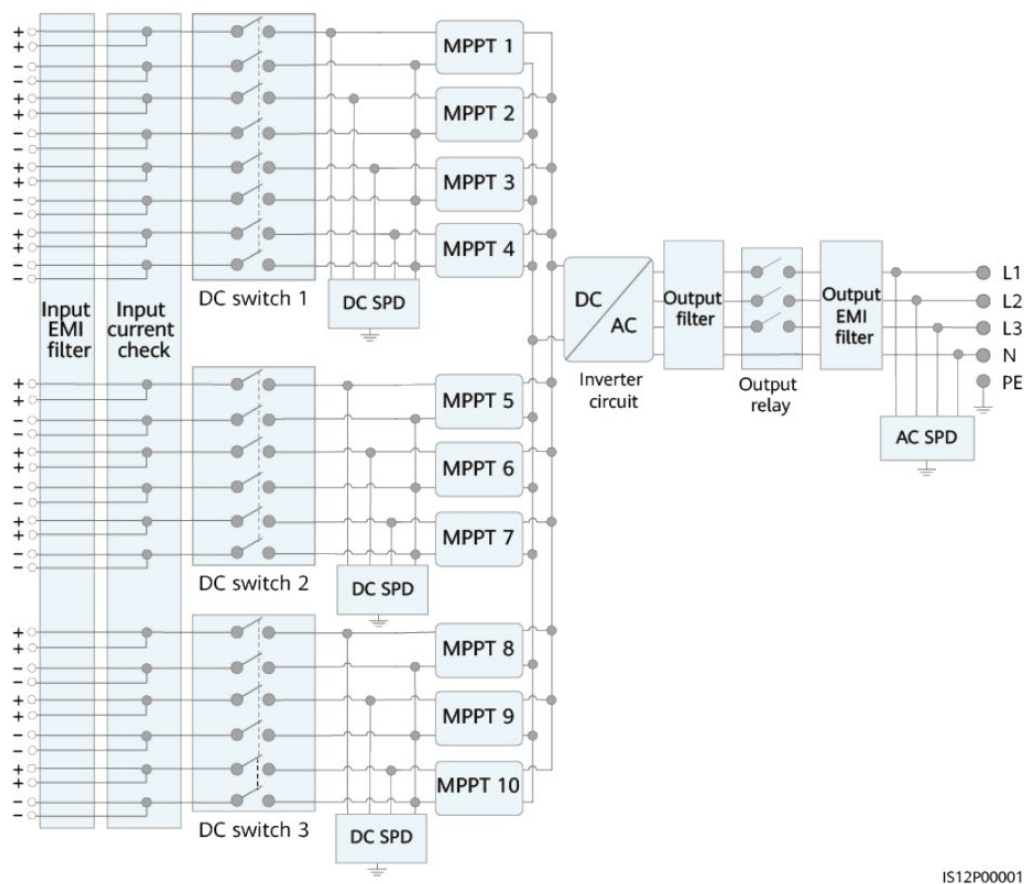 +
+
−
−
+
+
−
−
+
+
−
−
+
+
−
−
MPPT 1
MPPT 2
MPPT 3
MPPT 4
DC switch 1
DC SPD
Input
EMI
filter
Input
current
check
DC
AC
Inverter
circuit
Output
filter
Output
relay
Output
EMI
filter
L1
L2
L3
N
PE
AC SPD
+
+
−
−
+
+
−
−
+
+
−
−
MPPT 5
MPPT 6
MPPT 7
DC switch 2
DC SPD
+
+
−
−
+
+
−
−
+
+
−
−
MPPT 8
MPPT 9
MPPT 10
DC switch 3
DC SPD
IS12P00001